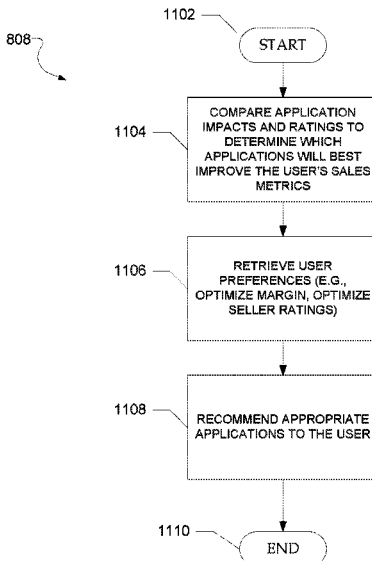 1102
START
808
1104
COMPARE APPLICATION
IMPACTS AND RATINGS TO
DETERMINE WHICH
APPLICATIONS WILL BEST
IMPROVE THE USER'S SALES
METRICS
1106
RETRIEVE USER
PREFERENCES (E.G.,
OPTIMIZE MARGIN, OPTIMIZE
SELLER RATINGS)
1108
RECOMMEND APPROPRIATE
APPLICATIONS TO THE USER
1110
END